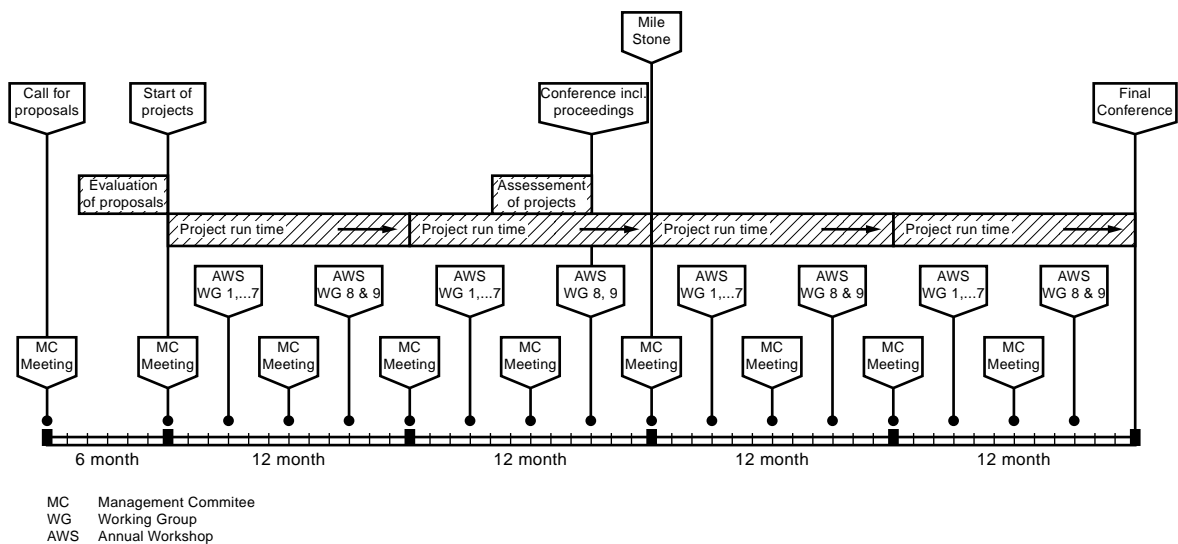 Mile
Stone
Call for
proposals
Start of
projects
Conference incl.
proceedings
Final
Conference
Evaluation
of proposals
Assessement
of projects
Project run time
Project run time
Project run time
Project run time
AWS
WG 1,...7
AWS
WG 8 & 9
AWS
WG 1,...7
AWS
WG 8, 9
AWS
WG 1,...7
AWS
WG 8 & 9
AWS
WG 1,...7
AWS
WG 8 & 9
MC
Meeting
MC
Meeting
MC
Meeting
MC
Meeting
MC
Meeting
MC
Meeting
MC
Meeting
MC
Meeting
MC
Meeting
6 month
12 month
12 month
12 month
12 month
MC Management Commitee
WG Working Group
AWS Annual Workshop